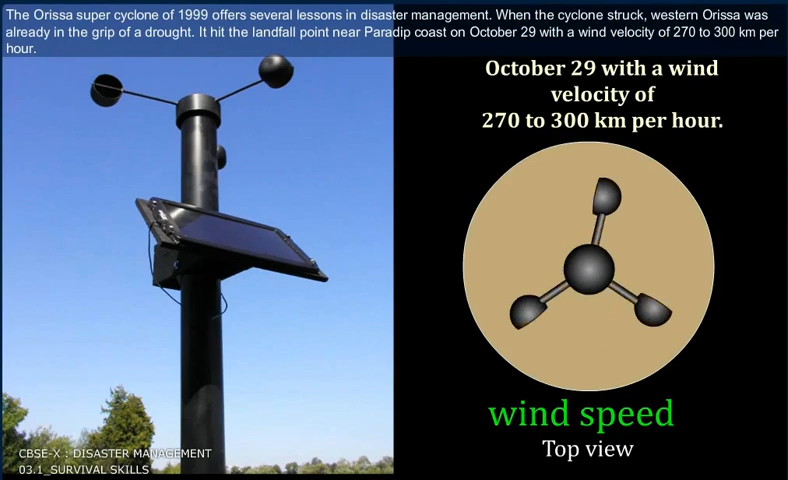 The Orissa super cyclone of 1999 offers several lessons in disaster management. When the cyclone struck, western Orissa was
already in the grip of a drought. It hit the landfall point near Paradip coast on October 29 with a wind velocity of 270 to 300 km per
hour.
October 29 with a wind
velocity of
270 to 300 km per hour.
wind speed
Top view
CBSE-X : DISASTER MANAGEMENT
03.1_SURVIVAL SKILLS